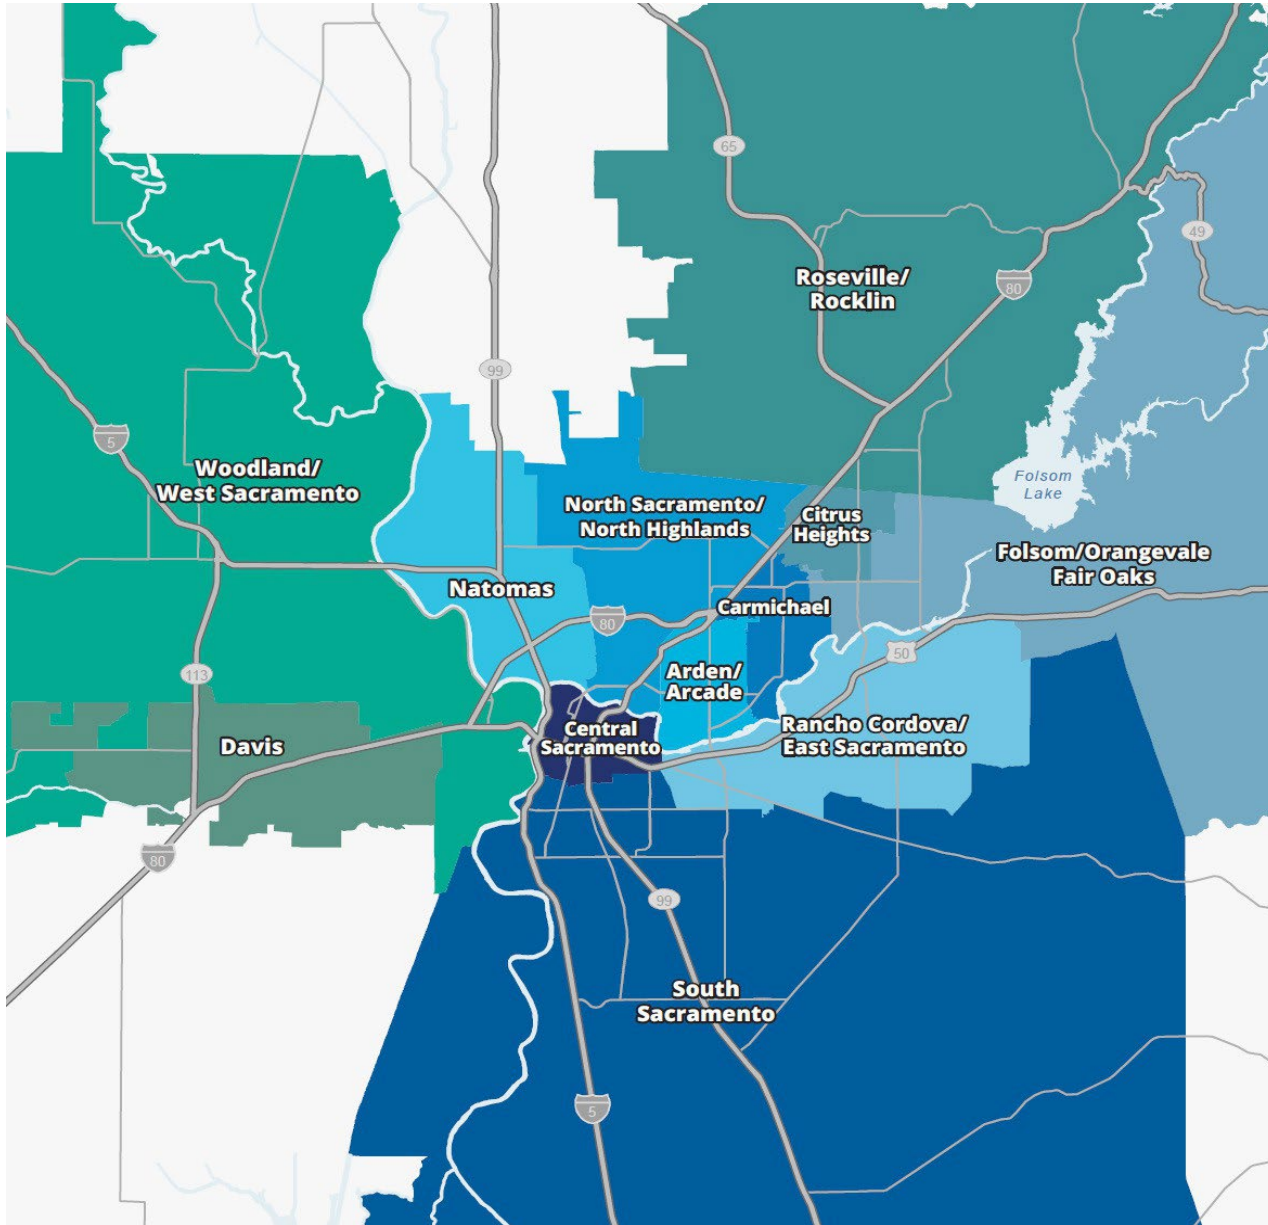 65
49
Roseville/
Rocklin
80
99
5
Woodland/
West Sacramento
Folsom
Lake
North Sacramento/
North Highlands
Citrus
Heights
Folsom/Orangevale
Fair Oaks
Natomas
80
Carmichael
50
113
Arden/
Arcade
Central
Sacramento
Rancho Cordova/
East Sacramento
Davis
80
99
South
Sacramento
5